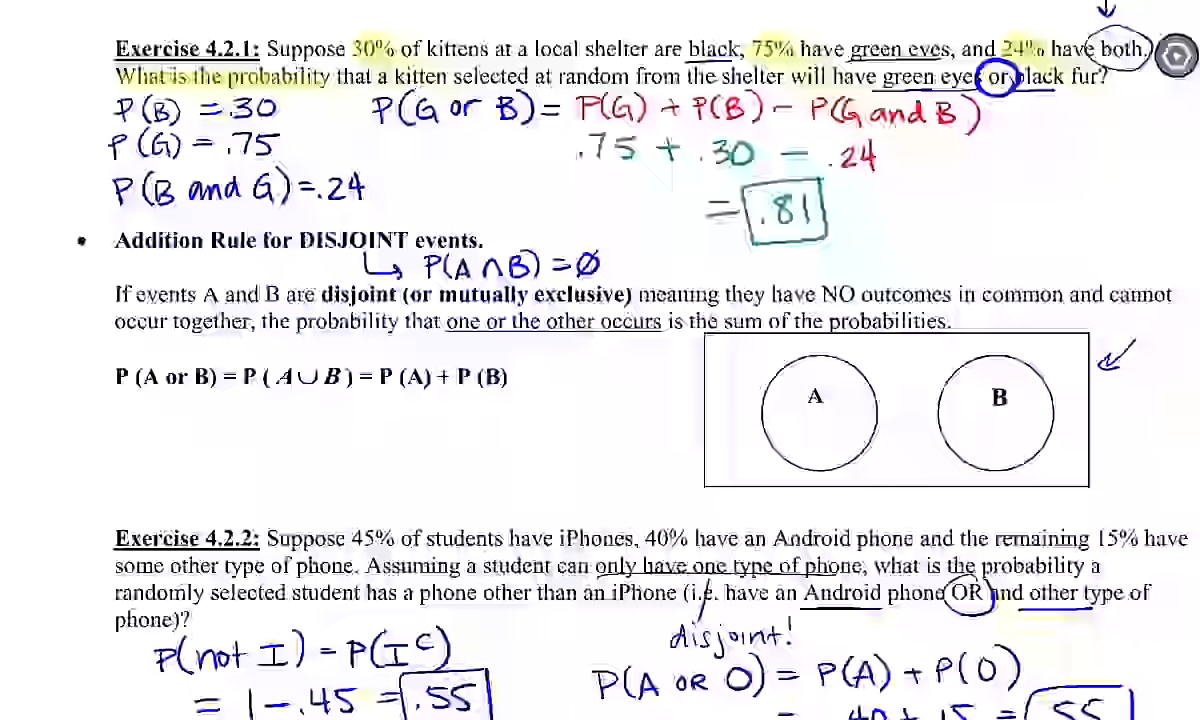 Exercise 4.2.1: Suppose 30% of kittens at a local shelter are black, 75% have green eyes, and 24% have both.
What is the probability that a kitten selected at random from the shelter will have green eyes or black fur?
P(B) = .30
P(G or B) = P(G) + P(B) - P(G and B)
P(G) = .75
.75 + .30 - .24
P(B and G) = .24
= .81
• Addition Rule for DISJOINT events.
↳ P(A ∩ B) = Ø
If events A and B are disjoint (or mutually exclusive) meaning they have NO outcomes in common and cannot
occur together, the probability that one or the other occurs is the sum of the probabilities.
P (A or B) = P ( A ∪ B ) = P (A) + P (B)
A
B
Exercise 4.2.2: Suppose 45% of students have iPhones, 40% have an Android phone and the remaining 15% have
some other type of phone. Assuming a student can only have one type of phone, what is the probability a
randomly selected student has a phone other than an iPhone (i.e. have an Android phone OR and other type of
phone)?
disjoint!
P(not I) = P(Iᶜ)
P(A OR O) = P(A) + P(O)
= 1 - .45 = .55
= .40 + .15 = .55